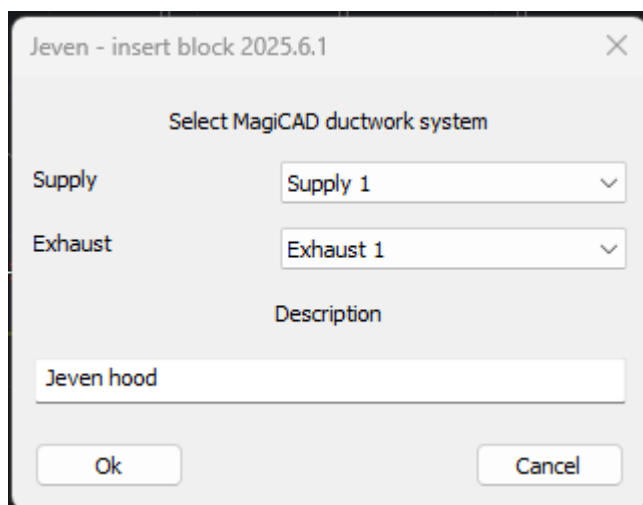 Jeven - insert block 2025.6.1
Select MagiCAD ductwork system
Supply Supply 1
Exhaust Exhaust 1
Description
Jeven hood
Ok Cancel